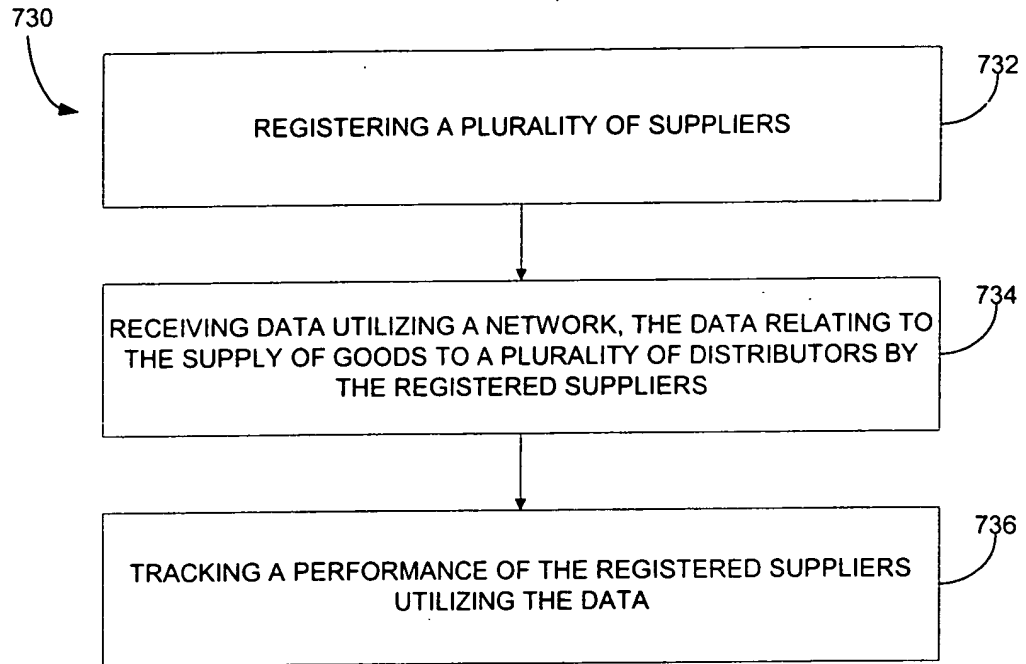 730
732
REGISTERING A PLURALITY OF SUPPLIERS
734
RECEIVING DATA UTILIZING A NETWORK, THE DATA RELATING TO
THE SUPPLY OF GOODS TO A PLURALITY OF DISTRIBUTORS BY
THE REGISTERED SUPPLIERS
736
TRACKING A PERFORMANCE OF THE REGISTERED SUPPLIERS
UTILIZING THE DATA